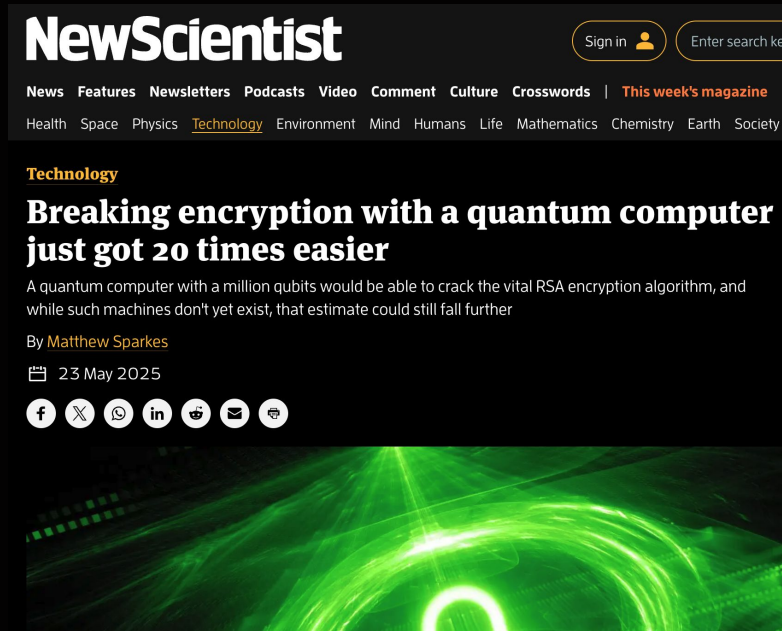 NewScientist
Sign in
Enter search ke
News Features Newsletters Podcasts Video Comment Culture Crosswords | This week's magazine
Health Space Physics Technology Environment Mind Humans Life Mathematics Chemistry Earth Society
Technology
Breaking encryption with a quantum computer
just got 20 times easier
A quantum computer with a million qubits would be able to crack the vital RSA encryption algorithm, and
while such machines don't yet exist, that estimate could still fall further
By Matthew Sparkes
23 May 2025